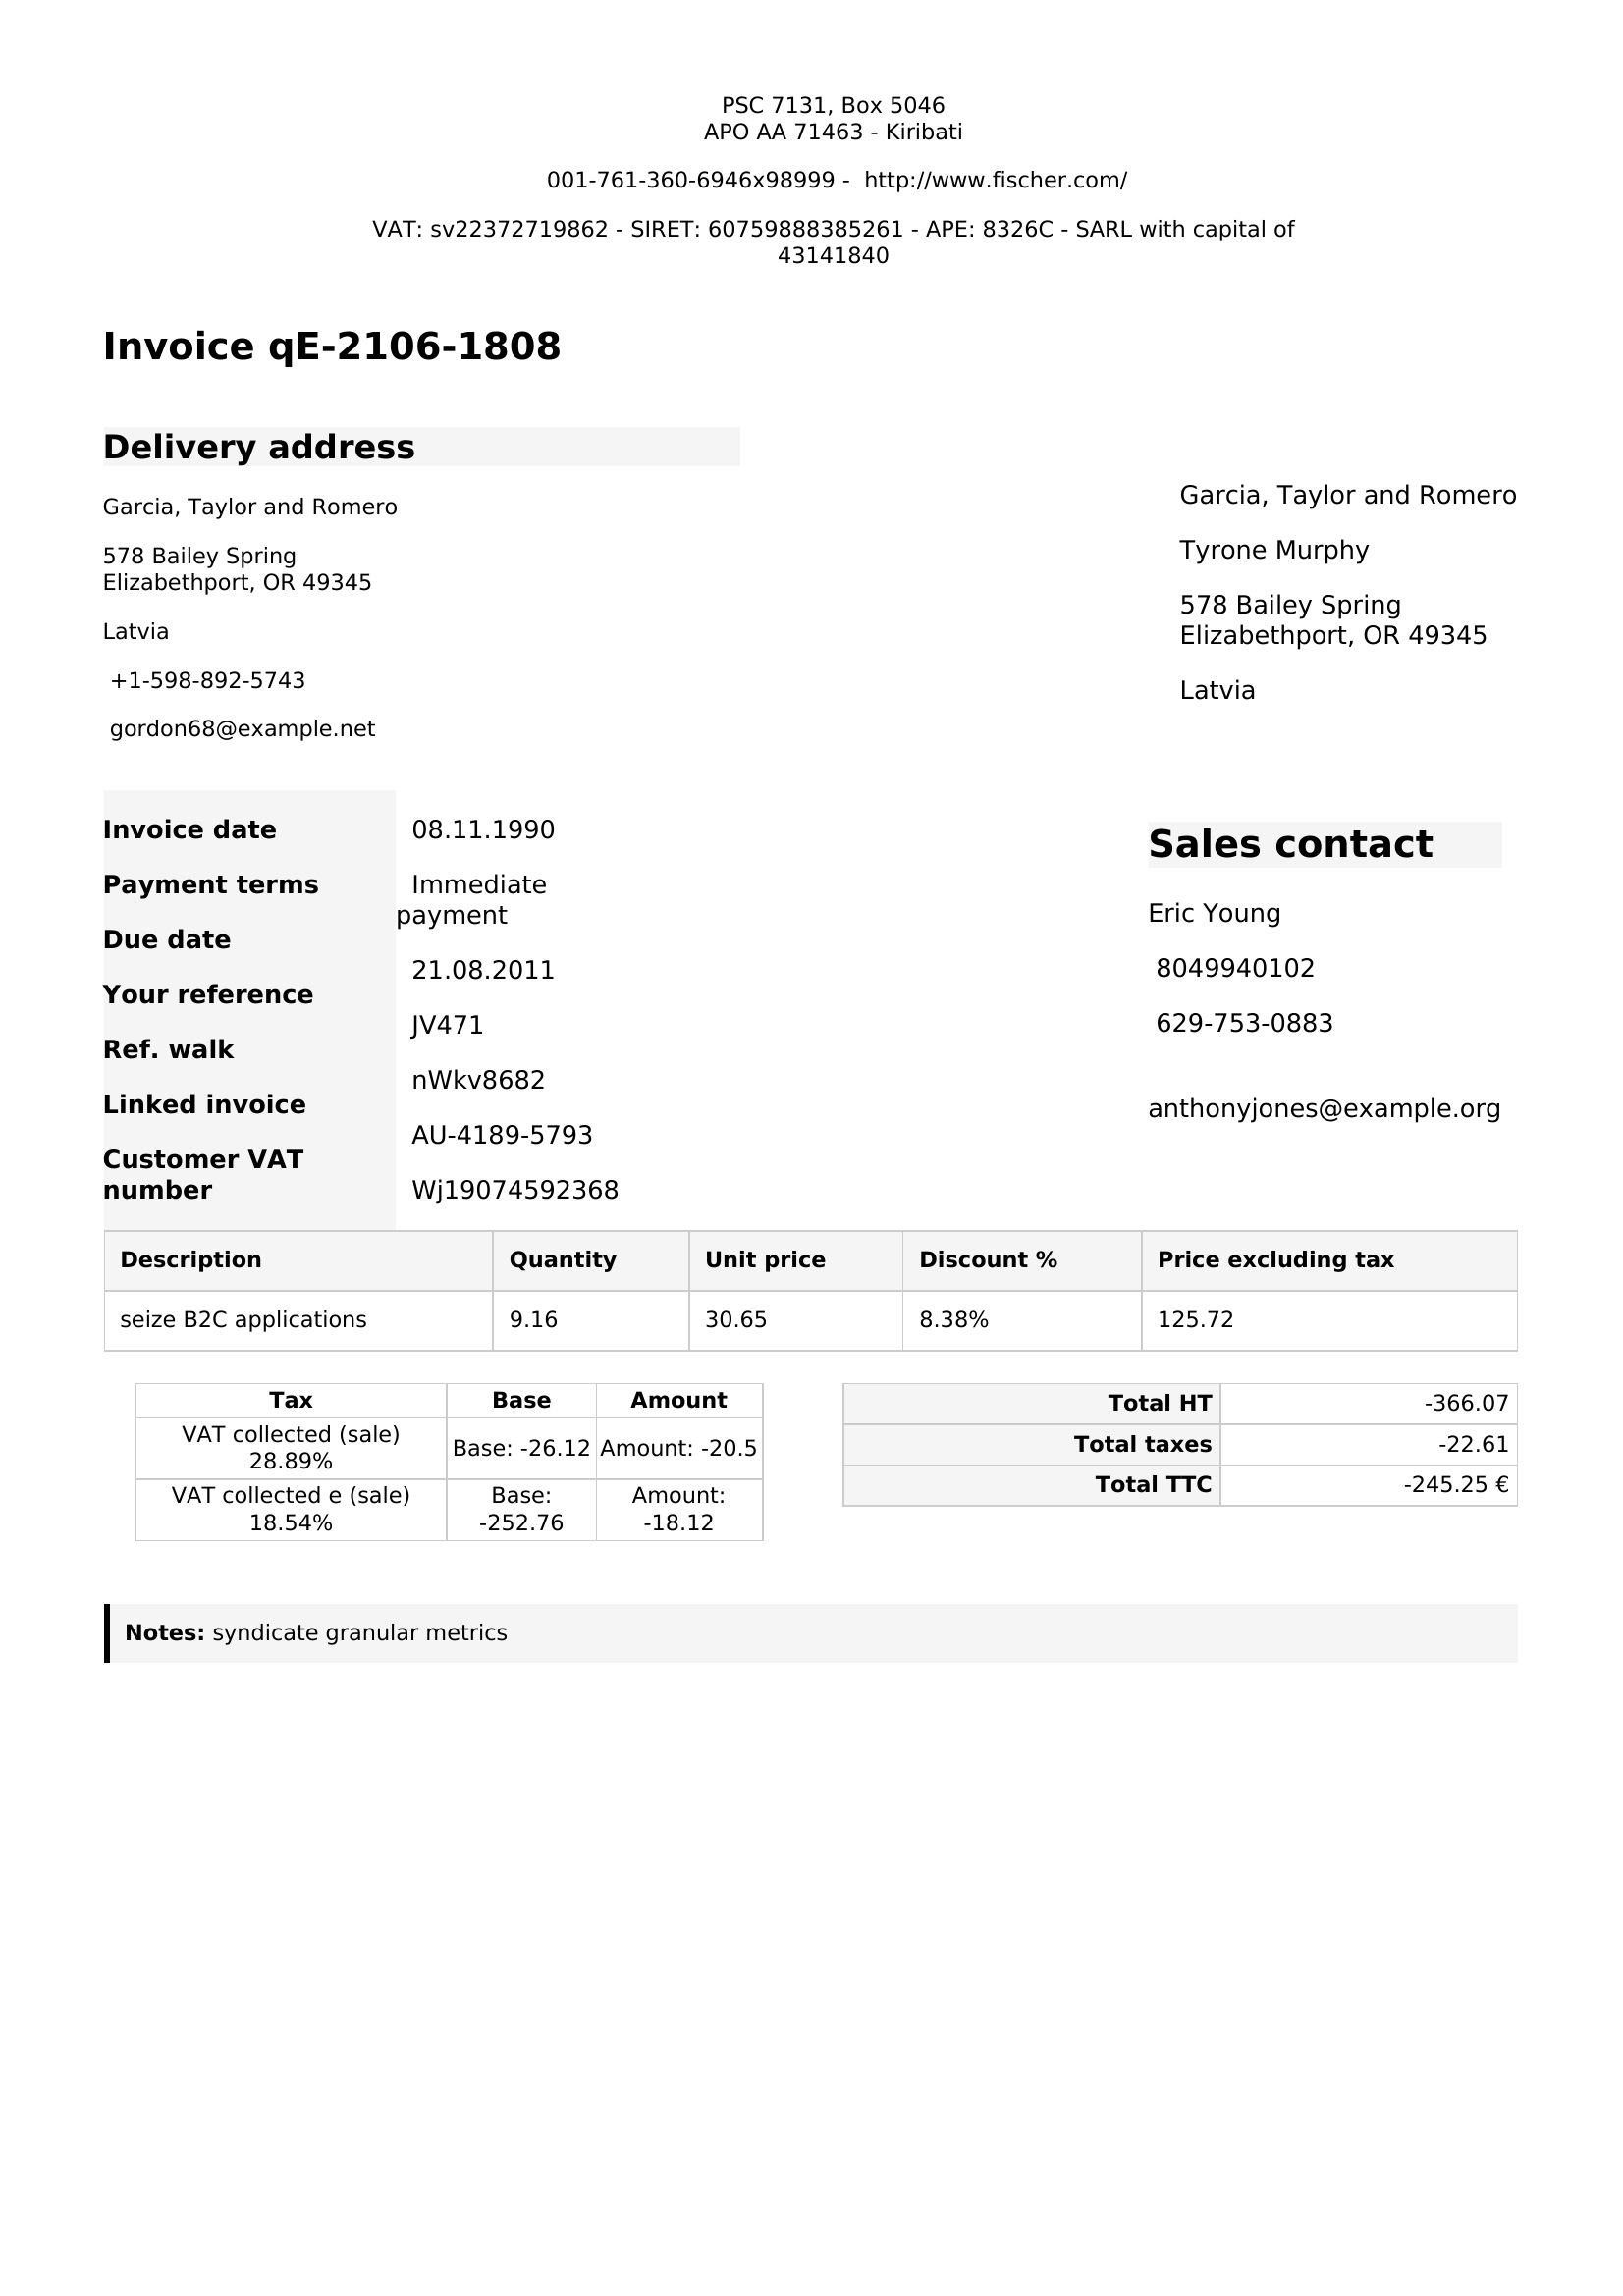 PSC 7131, Box 5046
APO AA 71463 - Kiribati
001-761-360-6946x98999 - http://www.fischer.com/
VAT: sv22372719862 - SIRET: 60759888385261 - APE: 8326C - SARL with capital of
43141840
Invoice qE-2106-1808
Delivery address
Garcia, Taylor and Romero
578 Bailey Spring
Elizabethport, OR 49345
Latvia
+1-598-892-5743
gordon68@example.net
Garcia, Taylor and Romero
Tyrone Murphy
578 Bailey Spring
Elizabethport, OR 49345
Latvia
Invoice date
Payment terms
Due date
Your reference
Ref. walk
Linked invoice
Customer VAT
number
08.11.1990
Immediate
payment
21.08.2011
JV471
nWkv8682
AU-4189-5793
Wj19074592368
Sales contact
Eric Young
8049940102
629-753-0883
anthonyjones@example.org
Description Quantity Unit price Discount % Price excluding tax
seize B2C applications 9.16 30.65 8.38% 125.72
Tax Base Amount
VAT collected (sale)
28.89%
Base: -26.12 Amount: -20.5
VAT collected e (sale)
18.54%
Base:
-252.76
Amount:
-18.12
Total HT -366.07
Total taxes -22.61
Total TTC -245.25 €
Notes: syndicate granular metrics